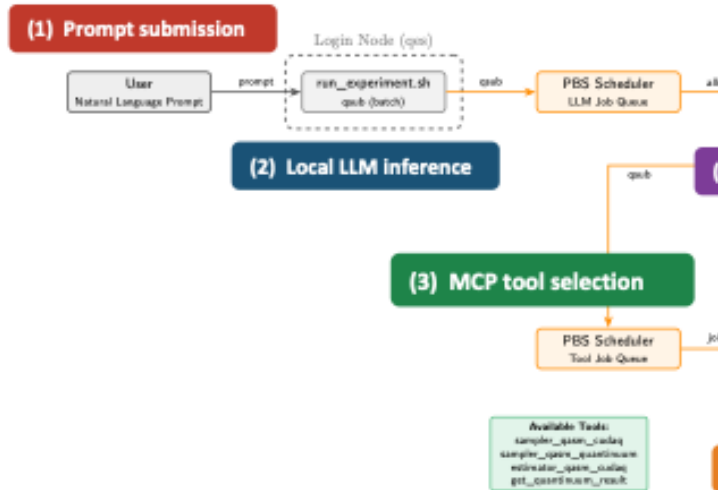 (1) Prompt submission
Login Node (qes)
User
Natural Language Prompt
prompt
run_experiment.sh
qsub (batch)
qsub
PBS Scheduler
LLM Job Queue
(2) Local LLM inference
(
qsub
(3) MCP tool selection
PBS Scheduler
Tool Job Queue
Available Tools:
sampler_qasm_cudaq
sampler_qasm_quantinuum
estimator_qasm_cudaq
get_quantinuum_result